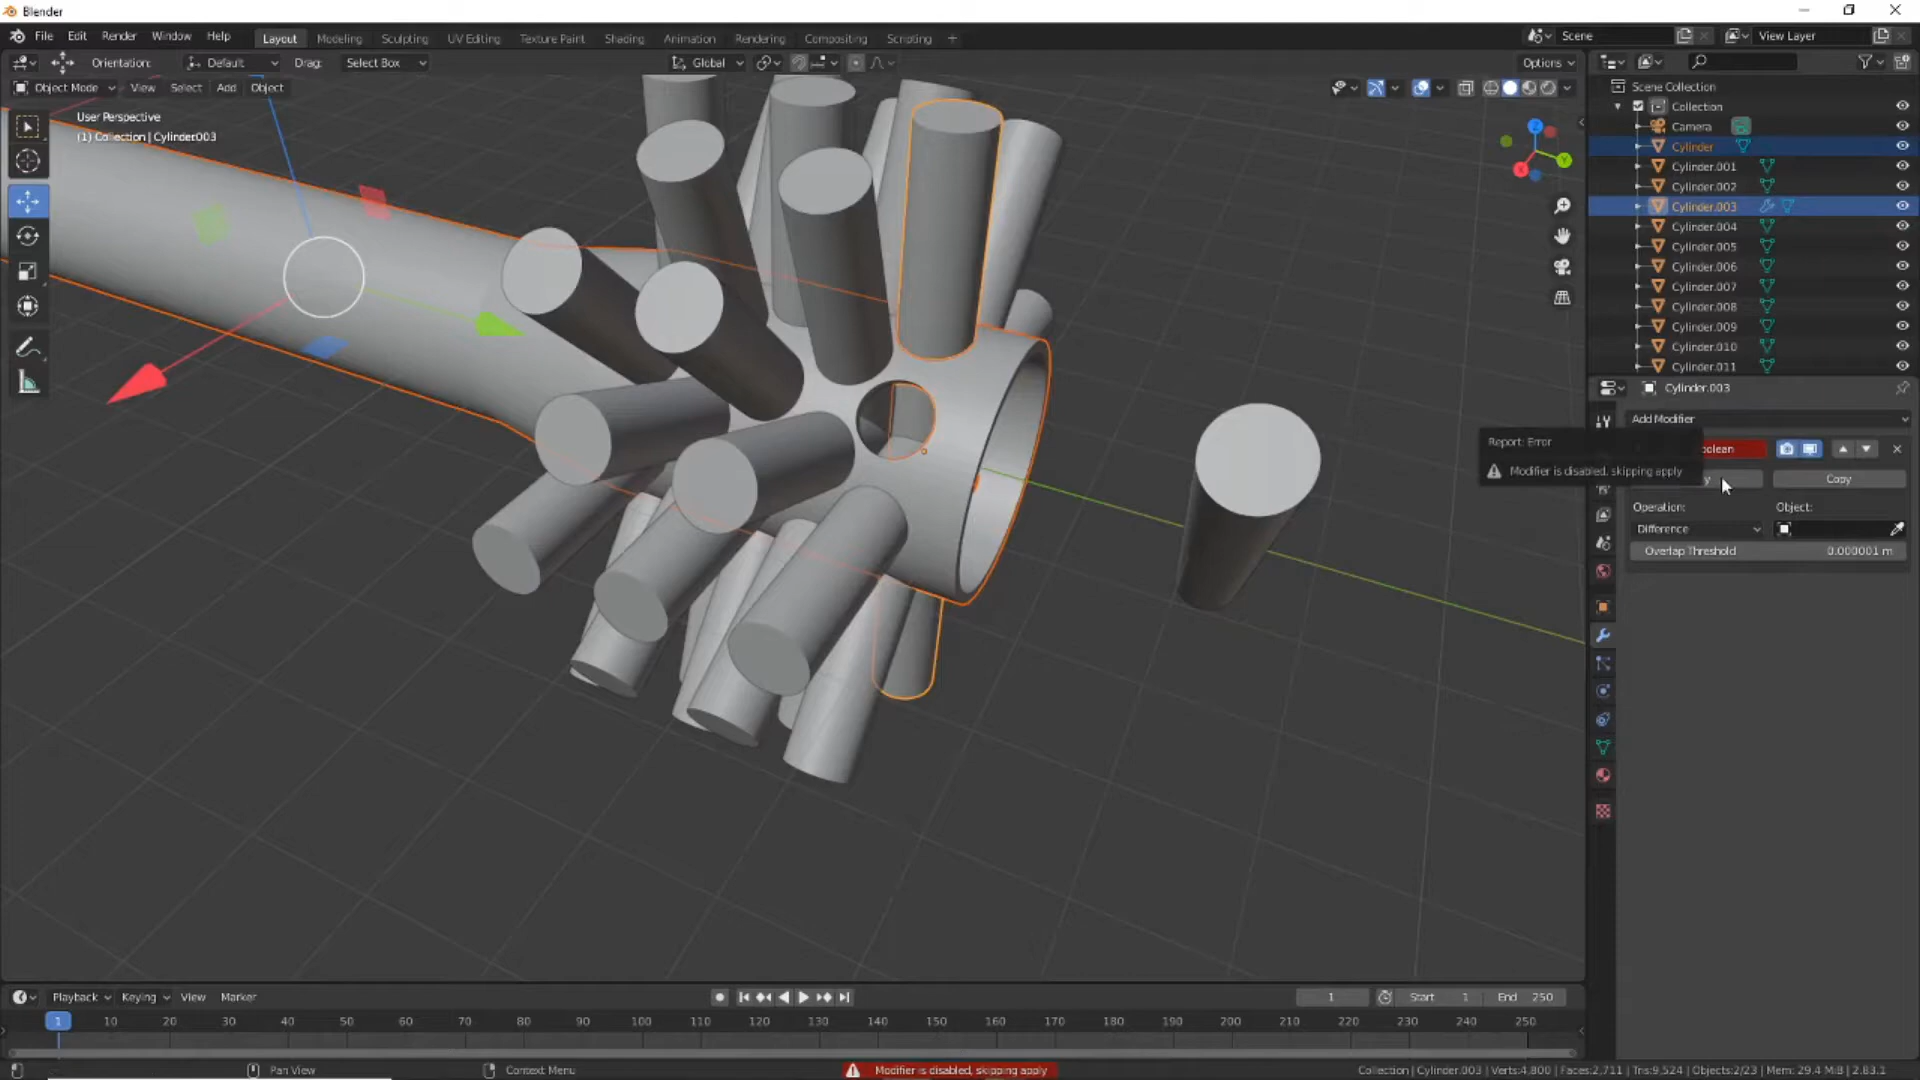 Blender
File Edit Render Window Help
Layout Modeling Sculpting UV Editing Texture Paint Shading Animation Rendering Compositing Scripting +
Scene
View Layer
Orientation: Default Drag: Select Box
Global
Options
Object Mode View Select Add Object
User Perspective
(1) Collection | Cylinder.003
Z
Y
X
Scene Collection
Collection
Camera
Cylinder
Cylinder.001
Cylinder.002
Cylinder.003
Cylinder.004
Cylinder.005
Cylinder.006
Cylinder.007
Cylinder.008
Cylinder.009
Cylinder.010
Cylinder.011
Cylinder.003
Add Modifier
Report: Error
Modifier is disabled, skipping apply
oolean
y
Copy
Operation: Object:
Difference
Overlap Threshold 0.000001 m
Playback Keying View Marker
1
Start 1
End 250
1 10 20 30 40 50 60 70 80 90 100 110 120 130 140 150 160 170 180 190 200 210 220 230 240 250
Pan View
Context Menu
Modifier is disabled, skipping apply
Collection | Cylinder.003 | Verts:4,800 | Faces:2,711 | Tris:9,524 | Objects:2/23 | Mem: 29.4 MiB | 2.83.1